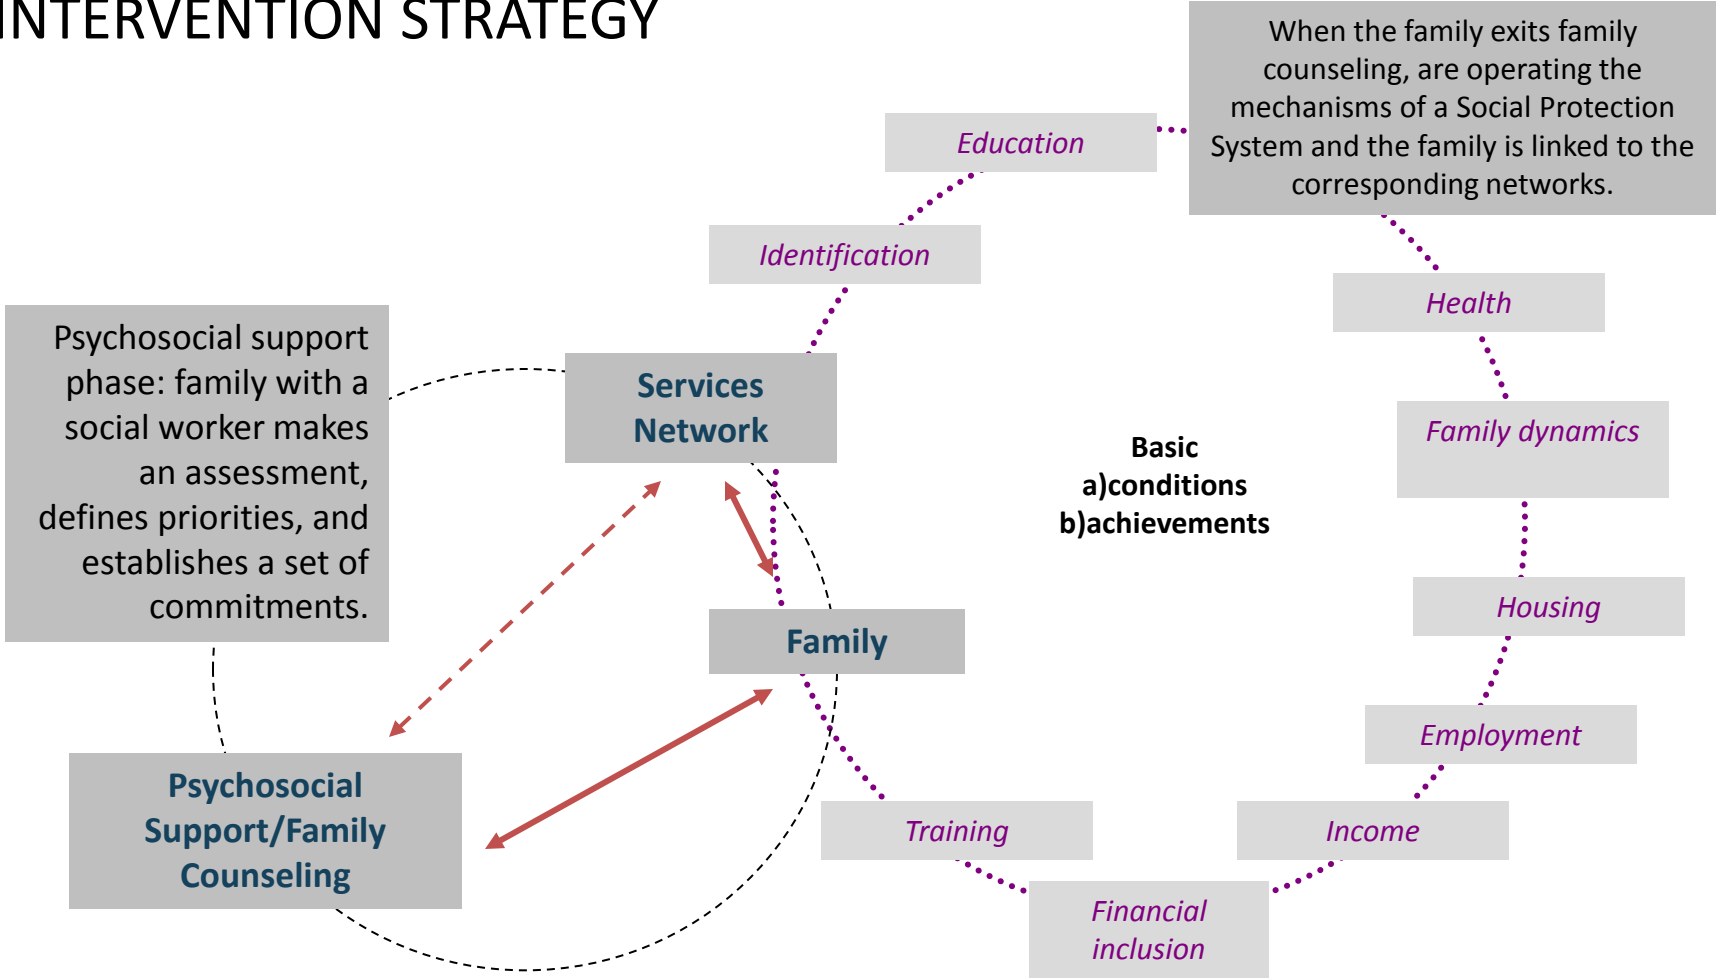 INTERVENTION STRATEGY
When the family exits family
counseling, are operating the
mechanisms of a Social Protection
System and the family is linked to the
corresponding networks.
Education
Identification
Health
Psychosocial support
phase: family with a
social worker makes
an assessment,
defines priorities, and
establishes a set of
commitments.
Services
Network
Family dynamics
Basic
a)conditions
b)achievements
Housing
Family
Employment
Psychosocial
Support/Family
Counseling
Training
Income
Financial
inclusion